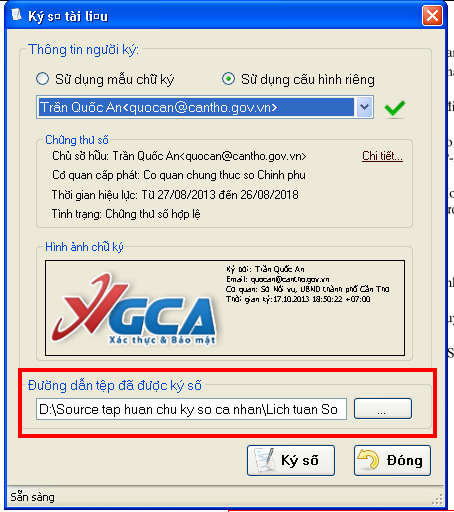 Ký số tài liệu
Thông tin người ký:
Sử dụng mẫu chữ ký
Sử dụng cấu hình riêng
Trần Quốc An<quocan@cantho.gov.vn>
Chứng thư số
Chủ sở hữu: Trần Quốc An<quocan@cantho.gov.vn>
Chi tiết...
Cơ quan cấp phát: Co quan chung thuc so Chinh phu
Thời gian hiệu lực: Từ 27/08/2013 đến 26/08/2018
Tình trạng: Chứng thư số hợp lệ
Hình ảnh chữ ký
Ký bởi: Trần Quốc An
Email: quocan@cantho.gov.vn
Cơ quan: Sở Nội vụ, UBND thành phố Cần Thơ
Thời gian ký:17.10.2013 18:50:22 +07:00
VGCA
Xác thực & Bảo mật
Đường dẫn tệp đã được ký số
D:\Source tap huan chu ky so ca nhan\Lich tuan So
...
Ký số
Đóng
Sẵn sàng